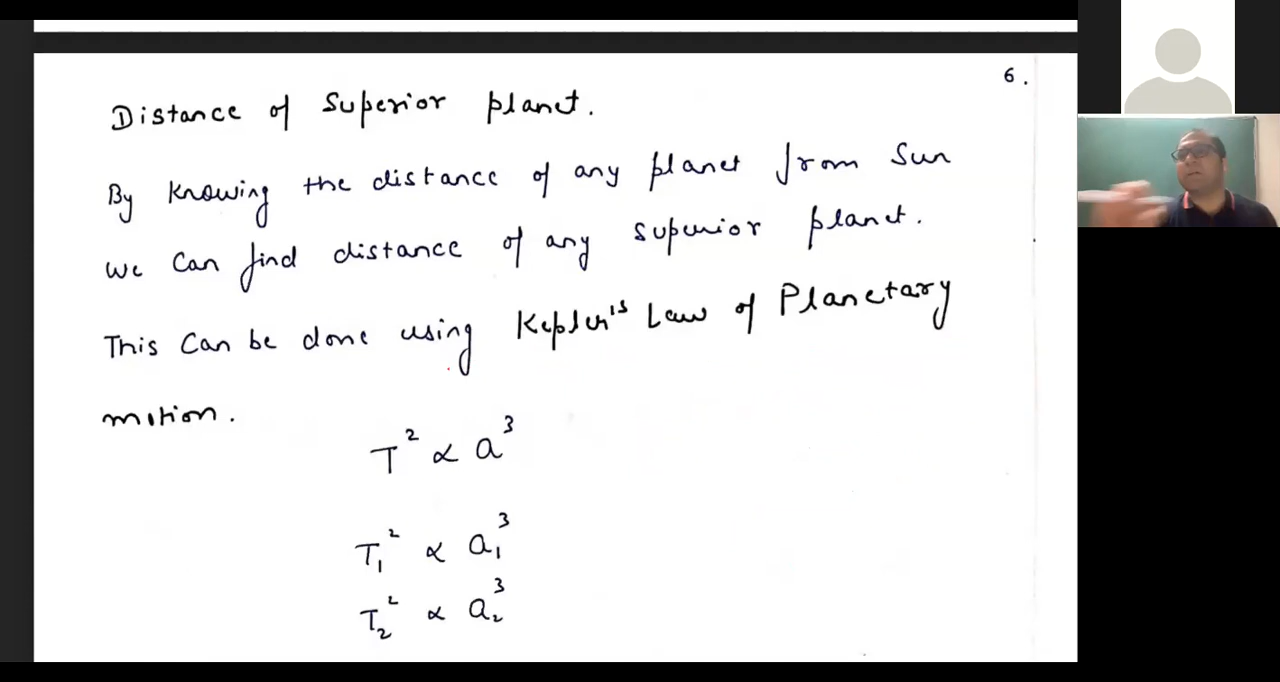 6.
Distance of Superior planet.
By Knowing the distance of any planet from Sun
We Can find distance of any superior planet.
This Can be done using Kepler's Law of Planetary
motion.
T² ∝ a³
T₁² ∝ a₁³
T₂² ∝ a₂³